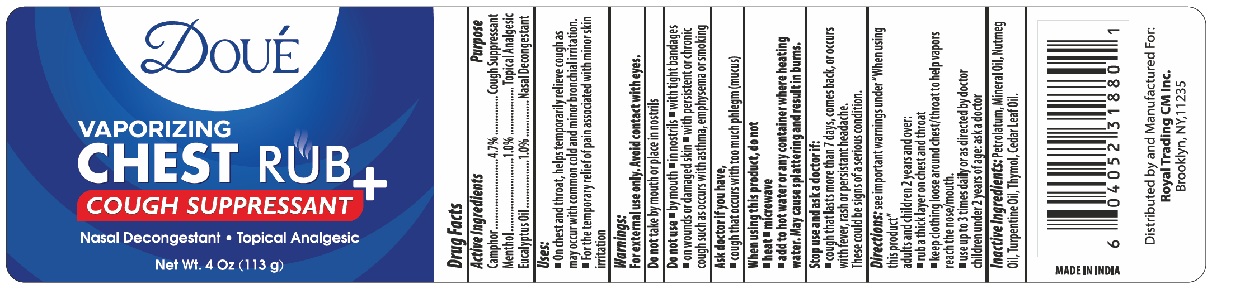 DOUÉ
VAPORIZING
CHEST RUB+
COUGH SUPPRESSANT
Nasal Decongestant • Topical Analgesic
Net Wt. 4 Oz (113 g)
Drug Facts
Active Ingredients Purpose
Camphor..............4.7% ........... Cough Suppressant
Menthol...............1.0% ............. Topical Analgesic
Eucalyptus Oil.......1.0% ........... Nasal Decongestant
Uses:
▪ On chest and throat, helps temporarily relieve cough as
may occur with common cold and minor bronchial irritation.
▪ For the temporary relief of pain associated with minor skin
irritation
Warnings:
For external use only. Avoid contact with eyes.
Do not take by mouth or place in nostrils
Do not use ▪ by mouth ▪ in nostrils ▪ with tight bandages
▪ on wounds or damaged skin ▪ with persistent or chronic
cough such as occurs with asthma, emphysema or smoking
Ask doctor if you have,
▪ cough that occurs with too much phlegm (mucus)
When using this product, do not
▪ heat ▪ microwave
▪ add to hot water or any container where heating
water. May cause splattering and result in burns.
Stop use and ask a doctor if:
▪ cough that lasts more than 7 days, comes back, or occurs
with fever, rash or persistant headache.
These could be signs of a serious condition.
Directions: see important warnings under "When using
this product"
adults and children 2 years and over:
▪ rub a thick layer on chest and throat
▪ keep clothing loose around chest/throat to help vapors
reach the nose/mouth.
▪ use up to 3 times daily or as directed by doctor
children under 2 years of age: ask a doctor
Inactive Ingredients: Petrolatum, Mineral Oil, Nutmeg
Oil, Turpentine Oil, Thymol, Cedar Leaf Oil.
6 04052 31880 1
MADE IN INDIA
Distributed by and Manufactured For:
Royal Trading CM Inc.
Brooklyn, NY,11235